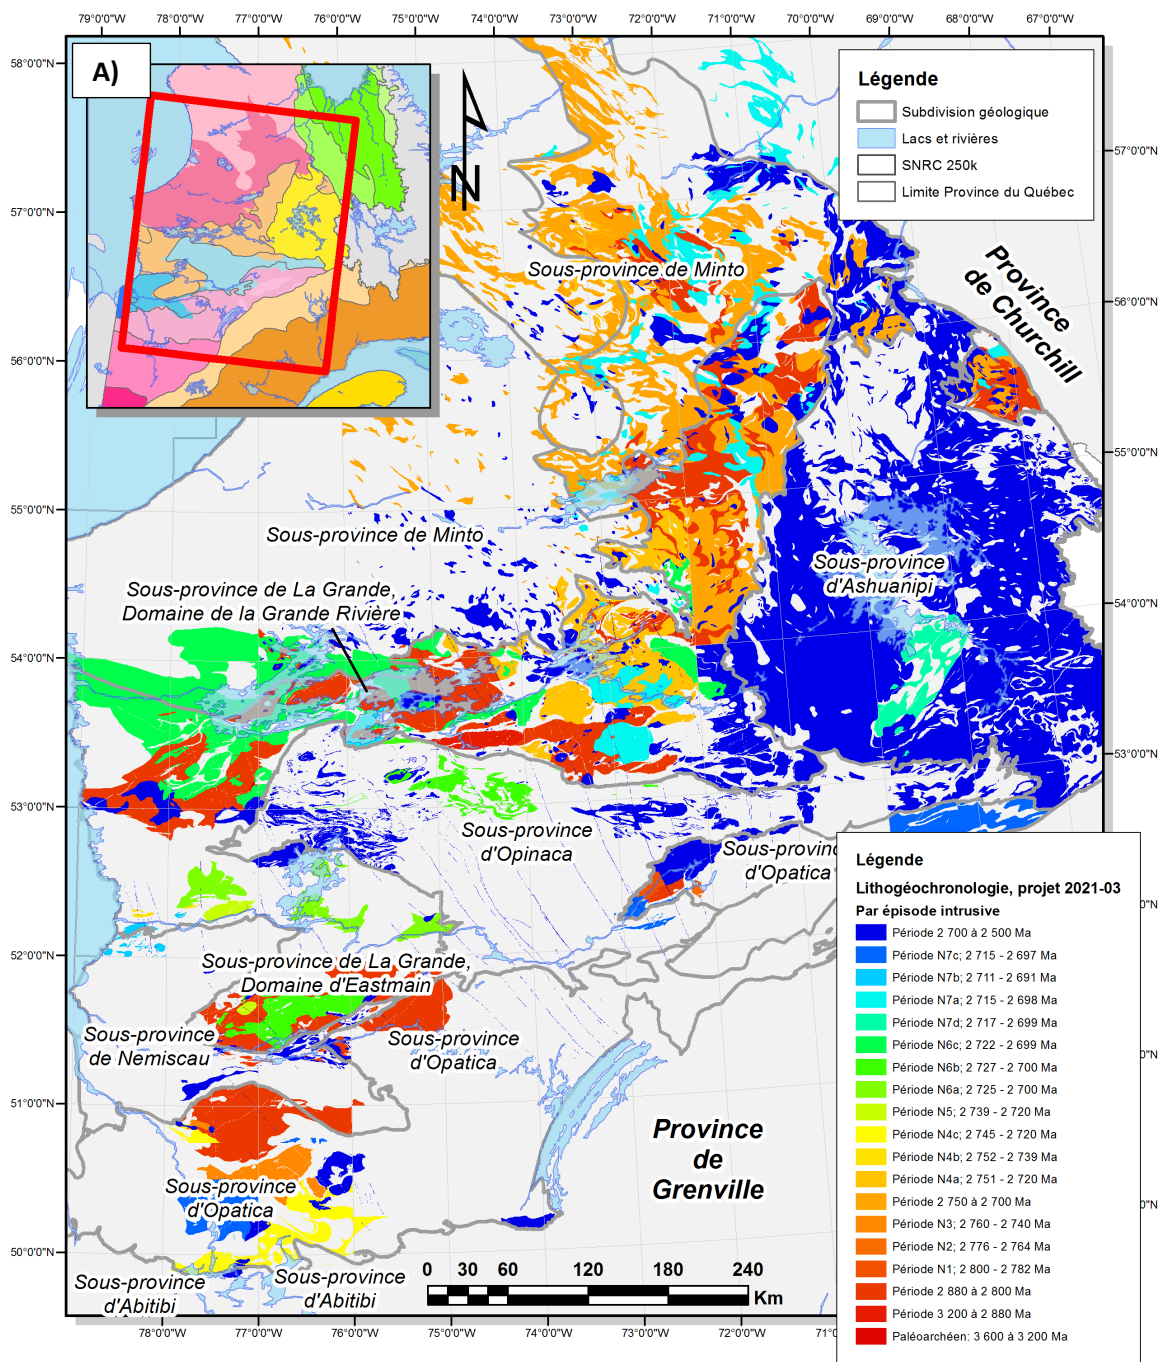 79°0'0"W 78°0'0"W 77°0'0"W 76°0'0"W 75°0'0"W 74°0'0"W 73°0'0"W 72°0'0"W 71°0'0"W 70°0'0"W 69°0'0"W 68°0'0"W 67°0'0"W
58°0'0"N
A)
N
Légende
Subdivision géologique
Lacs et rivières
SNRC 250k
Limite Province du Québec
57°0'0"N
57°0'0"N
Sous-province de Minto
Province
de Churchill
56°0'0"N
56°0'0"N
55°0'0"N
55°0'0"N
Sous-province de Minto
Sous-province
d'Ashuanipi
Sous-province de La Grande,
Domaine de la Grande Rivière
54°0'0"N
54°0'0"N
53°0'0"N
53°0'0"N
Sous-province
d'Opinaca
Sous-provinc
d'Opatica
52°0'0"N
Sous-province de La Grande,
Domaine d'Eastmain
Sous-province
de Nemiscau
Sous-province
d'Opatica
51°0'0"N
Province
de
Grenville
Sous-province
d'Opatica
50°0'0"N
Sous-province
d'Abitibi
Sous-province
d'Abitibi
0 30 60 120 180 240
Km
78°0'0"W 77°0'0"W 76°0'0"W 75°0'0"W 74°0'0"W 73°0'0"W 72°0'0"W 71°0
Légende
Lithogéochronologie, projet 2021-03
Par épisode intrusive
Période 2 700 à 2 500 Ma
Période N7c; 2 715 - 2 697 Ma
Période N7b; 2 711 - 2 691 Ma
Période N7a; 2 715 - 2 698 Ma
Période N7d; 2 717 - 2 699 Ma
Période N6c; 2 722 - 2 699 Ma
Période N6b; 2 727 - 2 700 Ma
Période N6a; 2 725 - 2 700 Ma
Période N5; 2 739 - 2 720 Ma
Période N4c; 2 745 - 2 720 Ma
Période N4b; 2 752 - 2 739 Ma
Période N4a; 2 751 - 2 720 Ma
Période 2 750 à 2 700 Ma
Période N3; 2 760 - 2 740 Ma
Période N2; 2 776 - 2 764 Ma
Période N1; 2 800 - 2 782 Ma
Période 2 880 à 2 800 Ma
Période 3 200 à 2 880 Ma
Paléoarchéen: 3 600 à 3 200 Ma
0"N
0"N
0"N